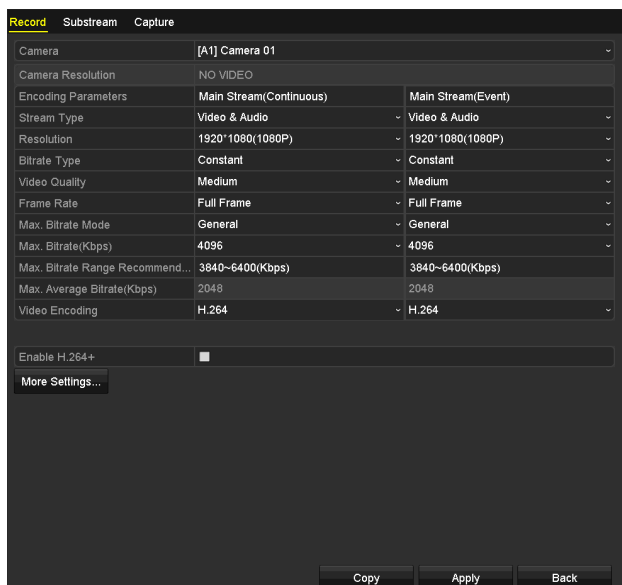 Record Substream Capture
Camera [A1] Camera 01
Camera Resolution NO VIDEO
Encoding Parameters Main Stream(Continuous) Main Stream(Event)
Stream Type Video & Audio Video & Audio
Resolution 1920*1080(1080P) 1920*1080(1080P)
Bitrate Type Constant Constant
Video Quality Medium Medium
Frame Rate Full Frame Full Frame
Max. Bitrate Mode General General
Max. Bitrate(Kbps) 4096 4096
Max. Bitrate Range Recommend... 3840~6400(Kbps) 3840~6400(Kbps)
Max. Average Bitrate(Kbps) 2048 2048
Video Encoding H.264 H.264
Enable H.264+
More Settings...
Copy Apply Back